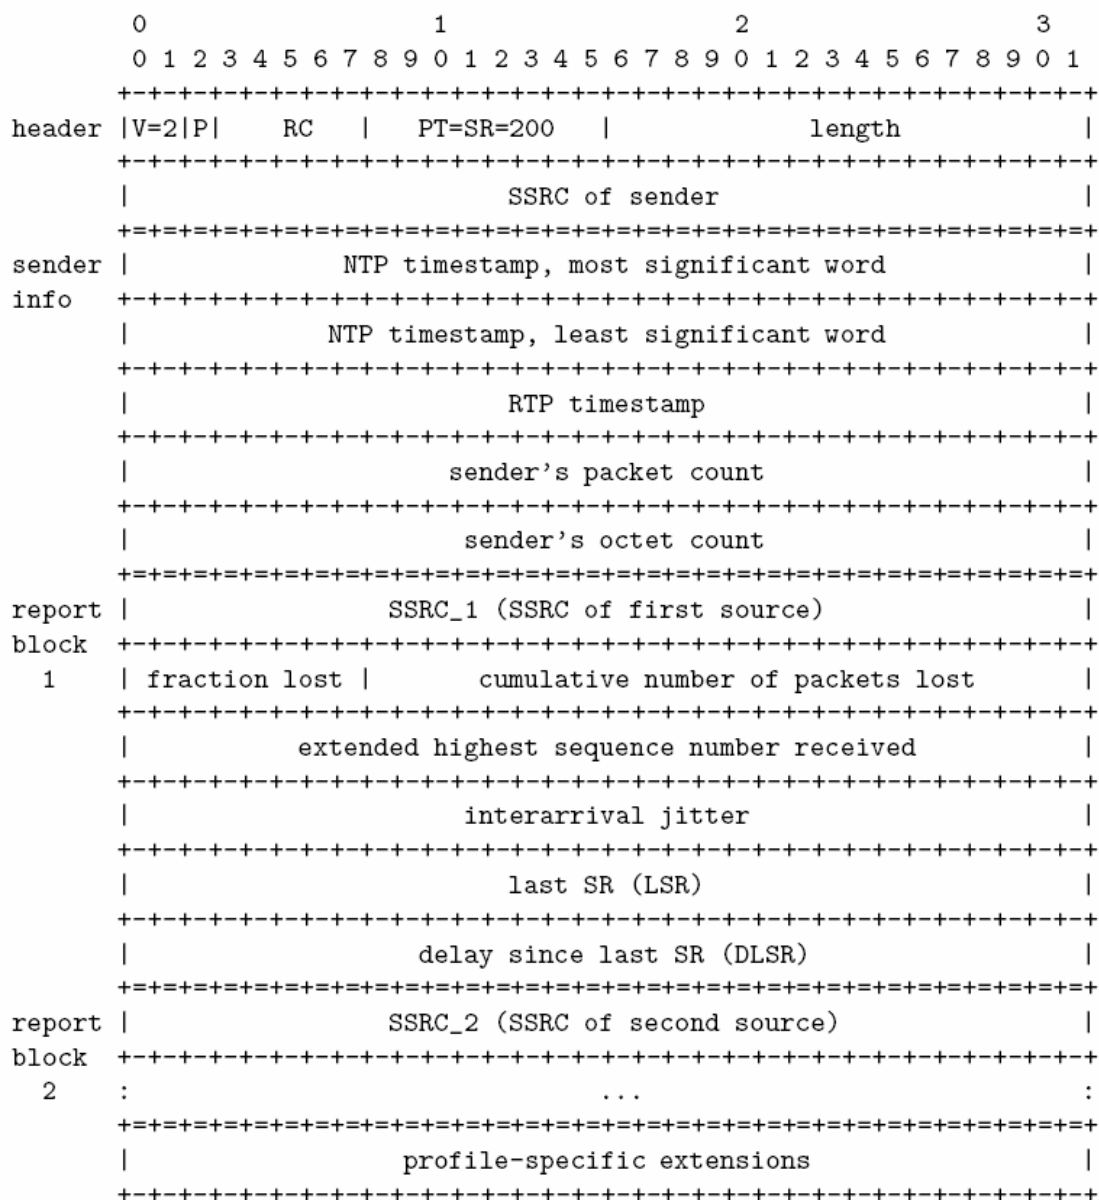 0                   1                   2                   3
0 1 2 3 4 5 6 7 8 9 0 1 2 3 4 5 6 7 8 9 0 1 2 3 4 5 6 7 8 9 0 1
+-+-+-+-+-+-+-+-+-+-+-+-+-+-+-+-+-+-+-+-+-+-+-+-+-+-+-+-+-+-+-+-+
header |V=2|P|    RC   |   PT=SR=200   |             length            |
+-+-+-+-+-+-+-+-+-+-+-+-+-+-+-+-+-+-+-+-+-+-+-+-+-+-+-+-+-+-+-+-+
|                         SSRC of sender                        |
+=+=+=+=+=+=+=+=+=+=+=+=+=+=+=+=+=+=+=+=+=+=+=+=+=+=+=+=+=+=+=+=+
sender |              NTP timestamp, most significant word             |
info   +-+-+-+-+-+-+-+-+-+-+-+-+-+-+-+-+-+-+-+-+-+-+-+-+-+-+-+-+-+-+-+-+
|             NTP timestamp, least significant word             |
+-+-+-+-+-+-+-+-+-+-+-+-+-+-+-+-+-+-+-+-+-+-+-+-+-+-+-+-+-+-+-+-+
|                         RTP timestamp                         |
+-+-+-+-+-+-+-+-+-+-+-+-+-+-+-+-+-+-+-+-+-+-+-+-+-+-+-+-+-+-+-+-+
|                     sender's packet count                     |
+-+-+-+-+-+-+-+-+-+-+-+-+-+-+-+-+-+-+-+-+-+-+-+-+-+-+-+-+-+-+-+-+
|                      sender's octet count                     |
+=+=+=+=+=+=+=+=+=+=+=+=+=+=+=+=+=+=+=+=+=+=+=+=+=+=+=+=+=+=+=+=+
report |                 SSRC_1 (SSRC of first source)                 |
block  +-+-+-+-+-+-+-+-+-+-+-+-+-+-+-+-+-+-+-+-+-+-+-+-+-+-+-+-+-+-+-+-+
1    | fraction lost |       cumulative number of packets lost       |
+-+-+-+-+-+-+-+-+-+-+-+-+-+-+-+-+-+-+-+-+-+-+-+-+-+-+-+-+-+-+-+-+
|           extended highest sequence number received           |
+-+-+-+-+-+-+-+-+-+-+-+-+-+-+-+-+-+-+-+-+-+-+-+-+-+-+-+-+-+-+-+-+
|                      interarrival jitter                      |
+-+-+-+-+-+-+-+-+-+-+-+-+-+-+-+-+-+-+-+-+-+-+-+-+-+-+-+-+-+-+-+-+
|                         last SR (LSR)                         |
+-+-+-+-+-+-+-+-+-+-+-+-+-+-+-+-+-+-+-+-+-+-+-+-+-+-+-+-+-+-+-+-+
|                   delay since last SR (DLSR)                  |
+=+=+=+=+=+=+=+=+=+=+=+=+=+=+=+=+=+=+=+=+=+=+=+=+=+=+=+=+=+=+=+=+
report |                 SSRC_2 (SSRC of second source)                |
block  +-+-+-+-+-+-+-+-+-+-+-+-+-+-+-+-+-+-+-+-+-+-+-+-+-+-+-+-+-+-+-+-+
2    :                               ...                             :
+=+=+=+=+=+=+=+=+=+=+=+=+=+=+=+=+=+=+=+=+=+=+=+=+=+=+=+=+=+=+=+=+
|                  profile-specific extensions                  |
+-+-+-+-+-+-+-+-+-+-+-+-+-+-+-+-+-+-+-+-+-+-+-+-+-+-+-+-+-+-+-+-+